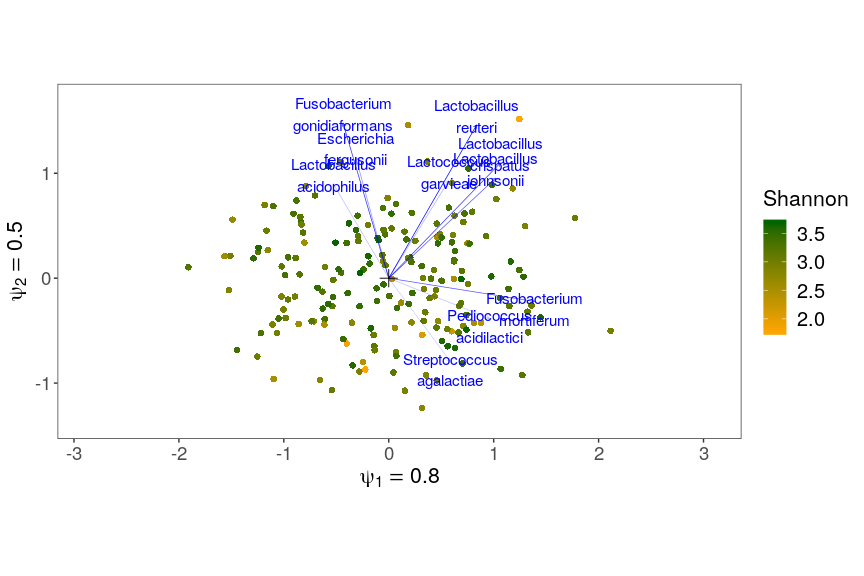 Fusobacterium
gonidiaformans
Escherichia
fergusonii
Lactobacillus
acidophilus
Lactobacillus
reuteri
Lactobacillus
crispatus
Lactobacillus
johnsonii
Lactococcus
garvieae
Fusobacterium
mortiferum
Pediococcus
acidilactici
Streptococcus
agalactiae
1
0
-1
-3
-2
-1
0
1
2
3
ψ1 = 0.8
ψ2 = 0.5
Shannon
3.5
3.0
2.5
2.0